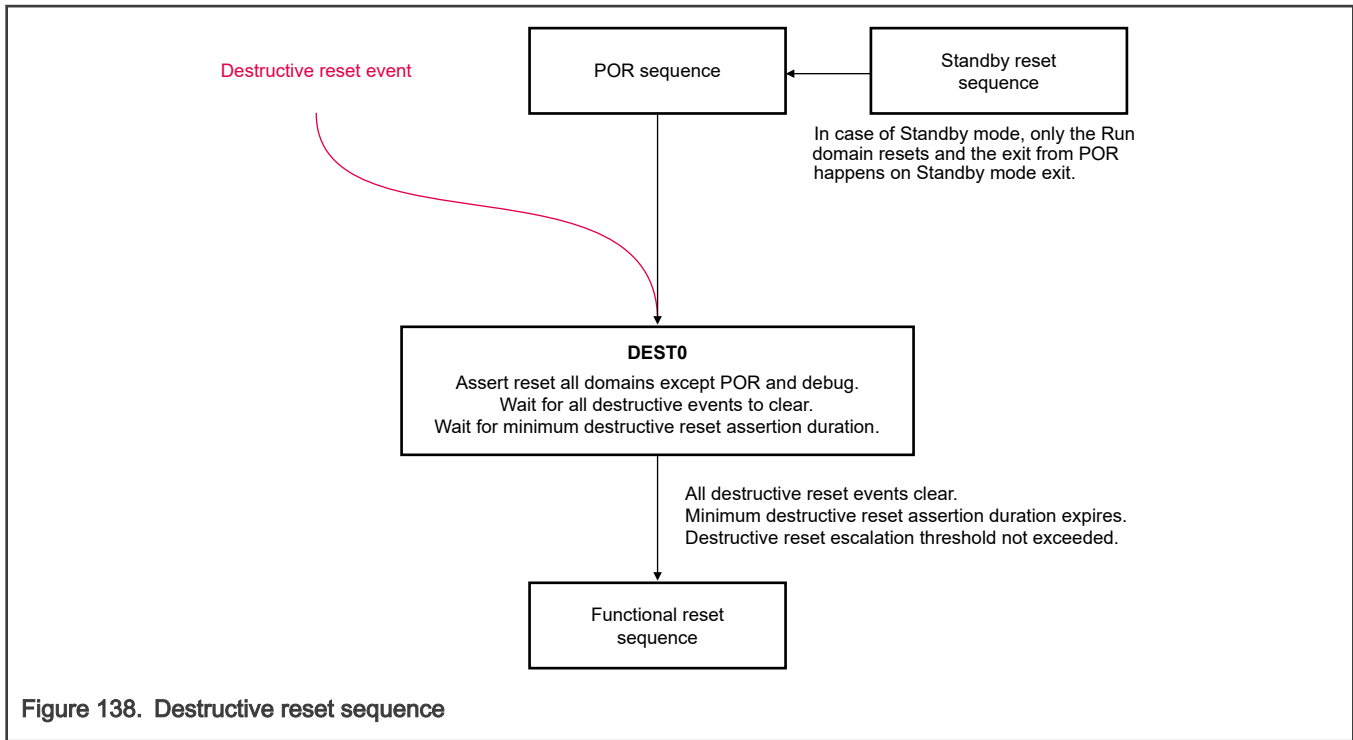 Destructive reset event
POR sequence
Standby reset
sequence
In case of Standby mode, only the Run
domain resets and the exit from POR
happens on Standby mode exit.
DEST0
Assert reset all domains except POR and debug.
Wait for all destructive events to clear.
Wait for minimum destructive reset assertion duration.
All destructive reset events clear.
Minimum destructive reset assertion duration expires.
Destructive reset escalation threshold not exceeded.
Functional reset
sequence
Figure 138. Destructive reset sequence